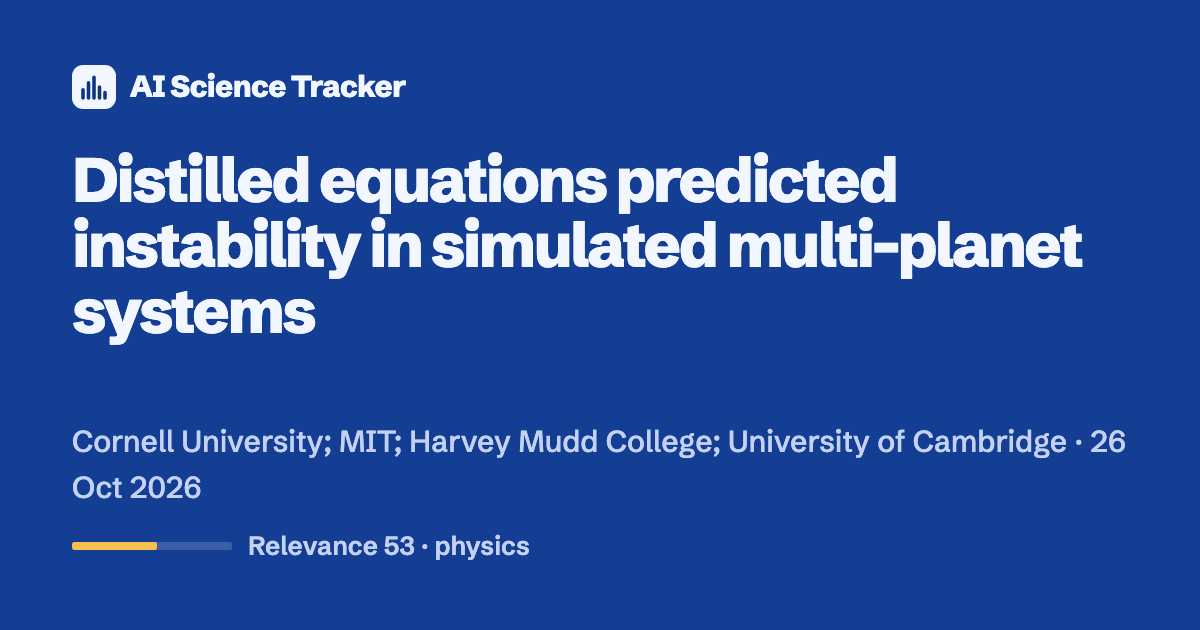 AI Science Tracker
Distilled equations predicted
instability in simulated multi-planet
systems
Cornell University; MIT; Harvey Mudd College; University of Cambridge · 26
Oct 2026
Relevance 53 · physics